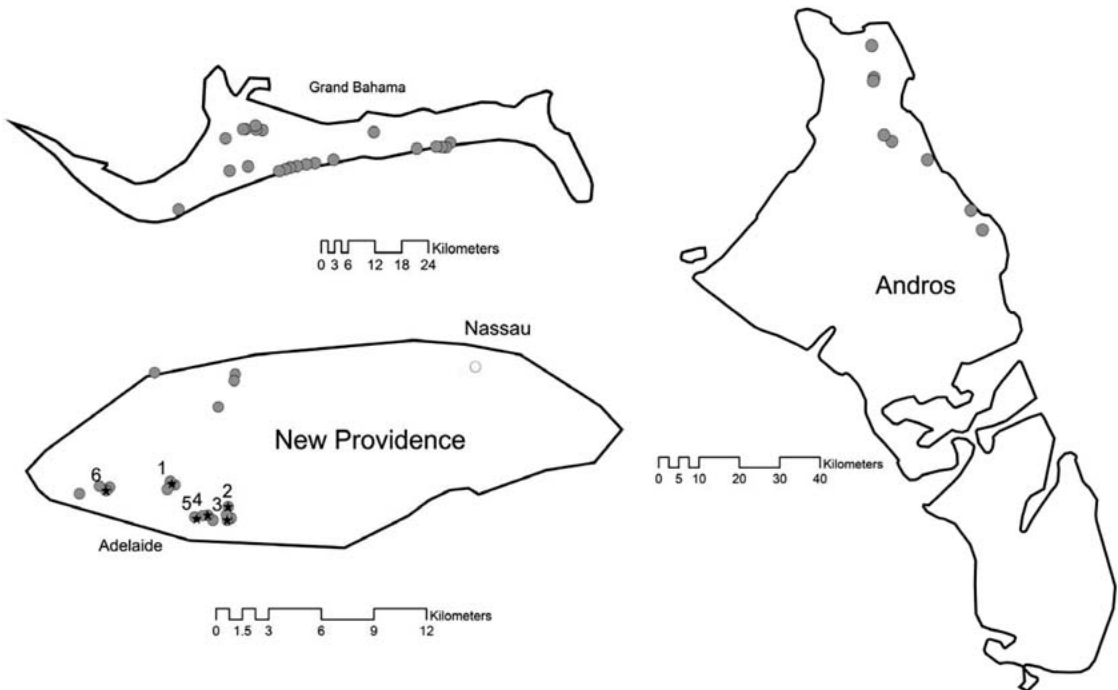 Grand Bahama
Kilometers
0 3 6 12 18 24
Nassau
New Providence
6 1
5 4 3 2
Adelaide
Kilometers
0 1.5 3 6 9 12
Andros
Kilometers
0 5 10 20 30 40